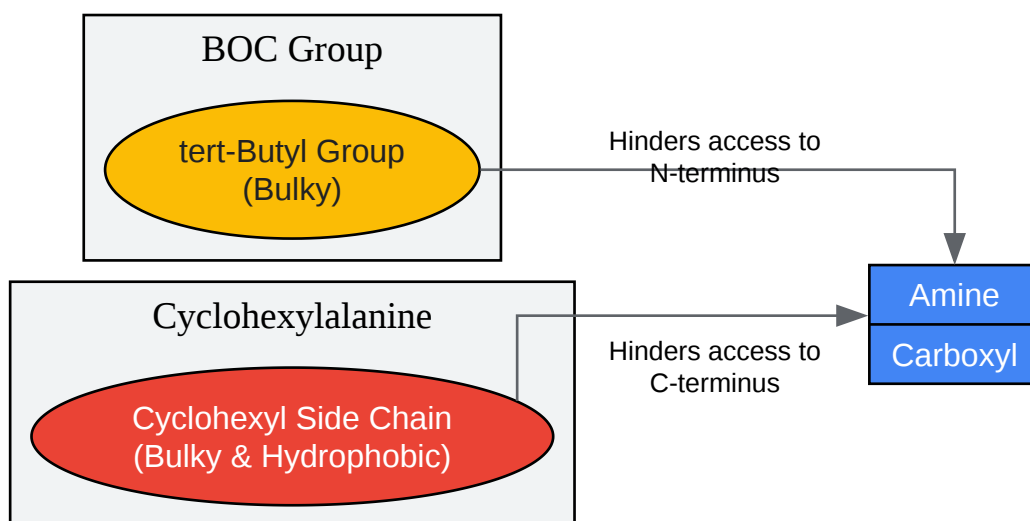 BOC Group
tert-Butyl Group
(Bulky)
Hinders access to
N-terminus
Amine
Carboxyl
Cyclohexylalanine
Hinders access to
C-terminus
Cyclohexyl Side Chain
(Bulky & Hydrophobic)